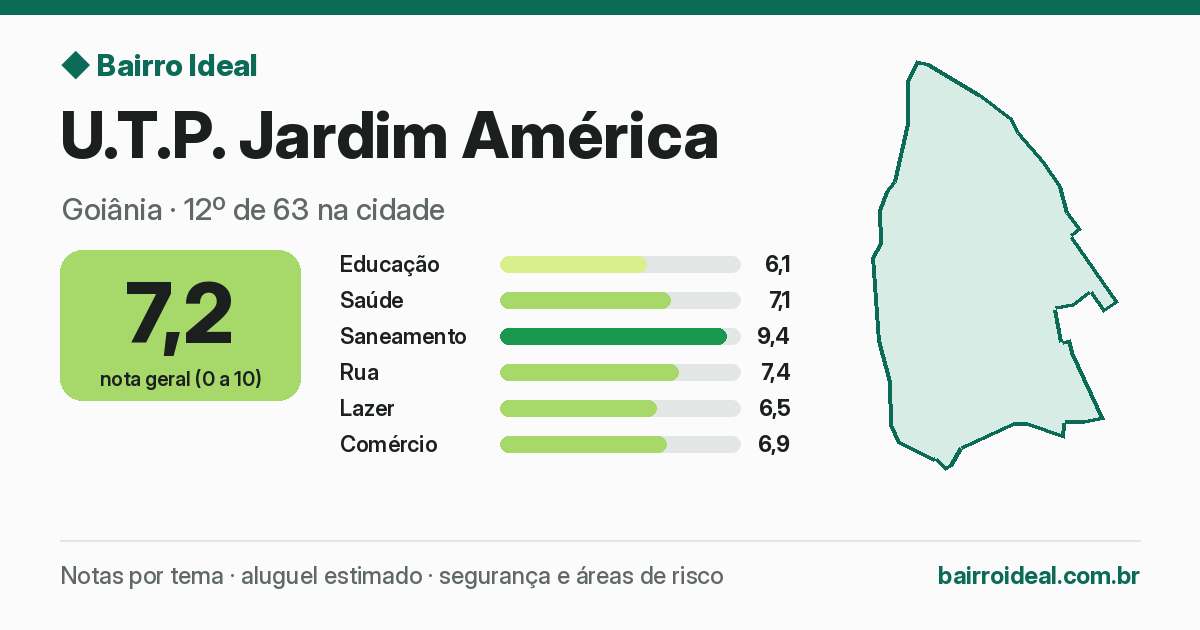 Bairro Ideal
U.T.P. Jardim América
Goiânia · 12º de 63 na cidade
7,2
nota geral (0 a 10)
Educação 6,1
Saúde 7,1
Saneamento 9,4
Rua 7,4
Lazer 6,5
Comércio 6,9
Notas por tema · aluguel estimado · segurança e áreas de risco
bairroideal.com.br